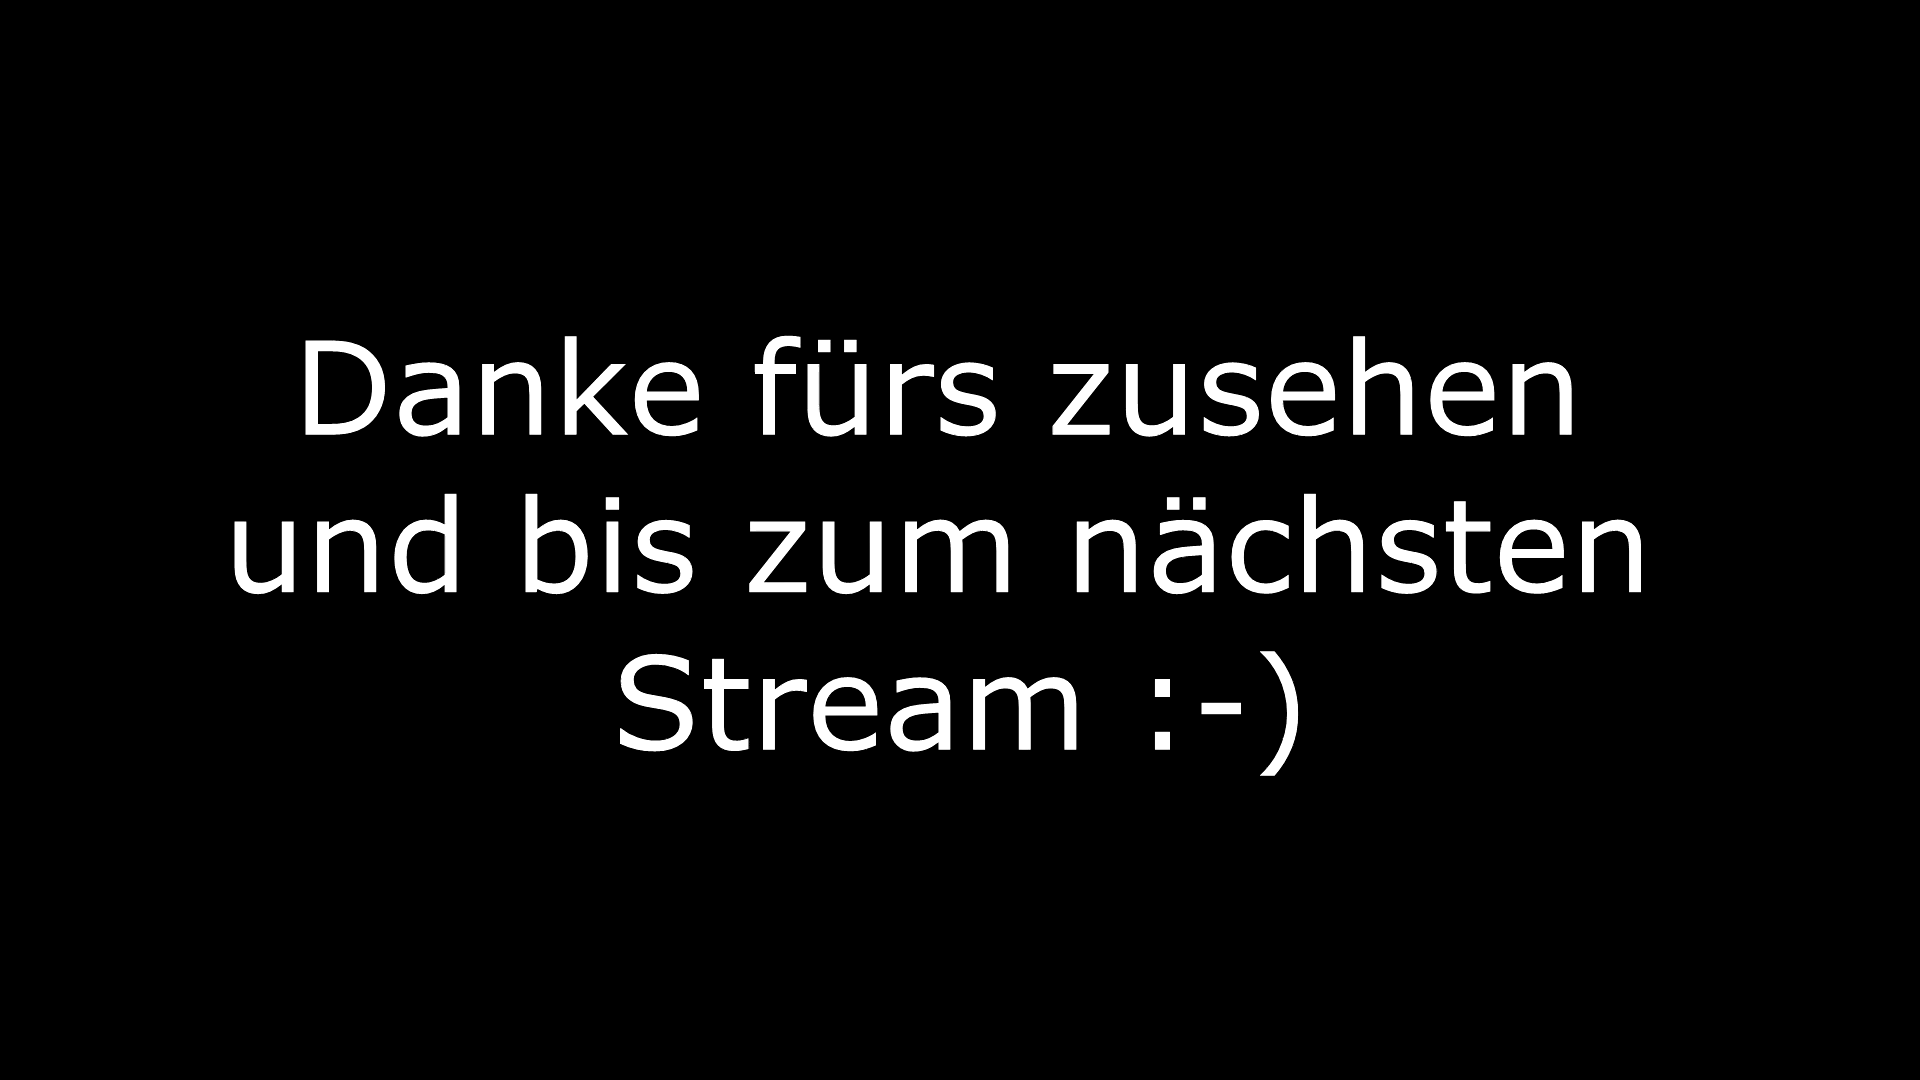 Danke fürs zusehen
und bis zum nächsten
Stream :-)